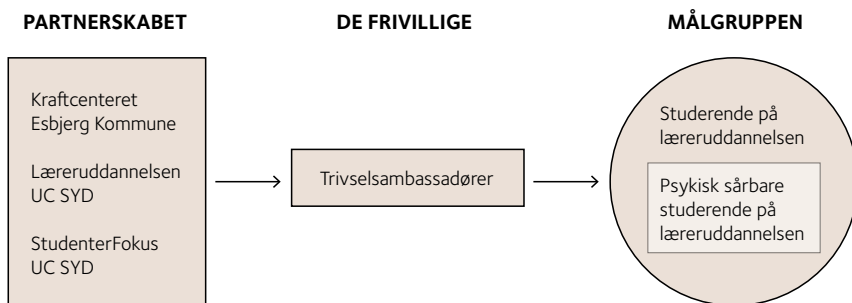 PARTNERSKABET
Kraftcenteret
Esbjerg Kommune
Læreruddannelsen
UC SYD
StudenterFokus
UC SYD
DE FRIVILLIGE
Trivselsambassadører
MÅLGRUPPEN
Studerende på
læreruddannelsen
Psykisk sårbare
studerende på
læreruddannelsen